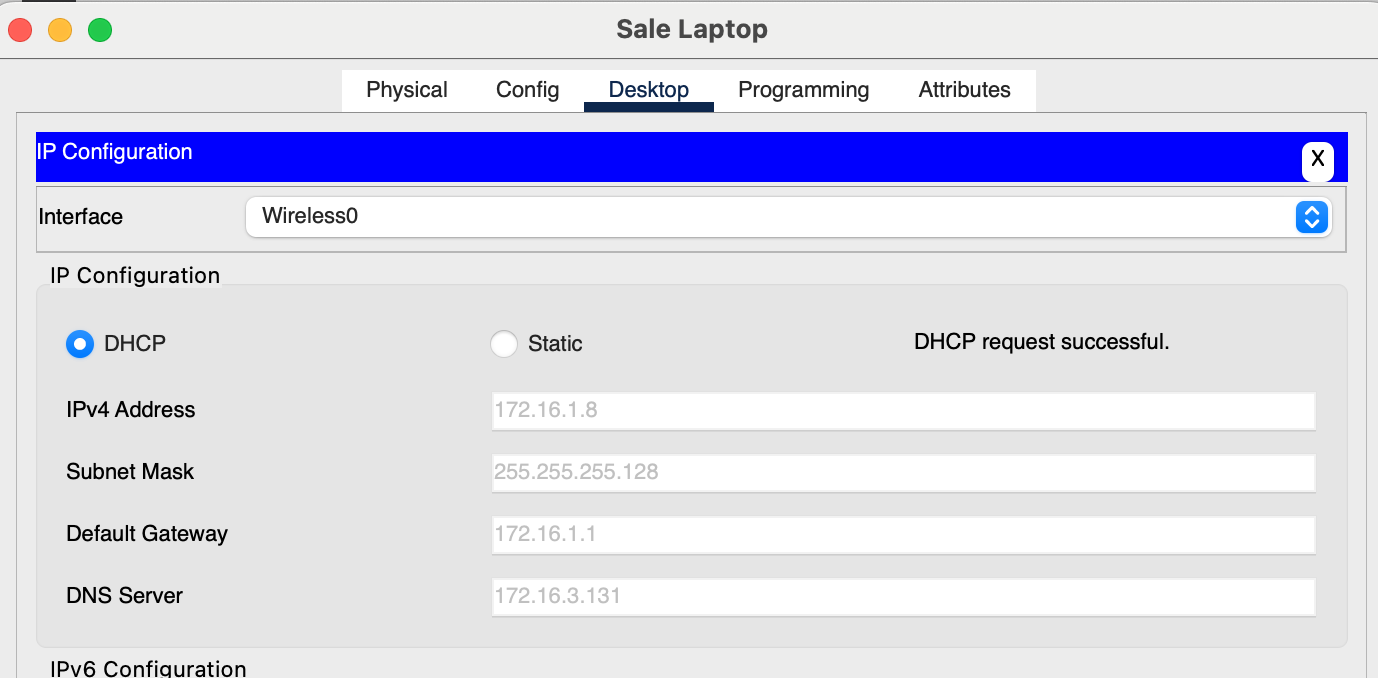 Sale Laptop
Physical Config Desktop Programming Attributes
IP Configuration X
Interface Wireless0
IP Configuration
DHCP Static DHCP request successful.
IPv4 Address 172.16.1.8
Subnet Mask 255.255.255.128
Default Gateway 172.16.1.1
DNS Server 172.16.3.131
IPv6 Configuration